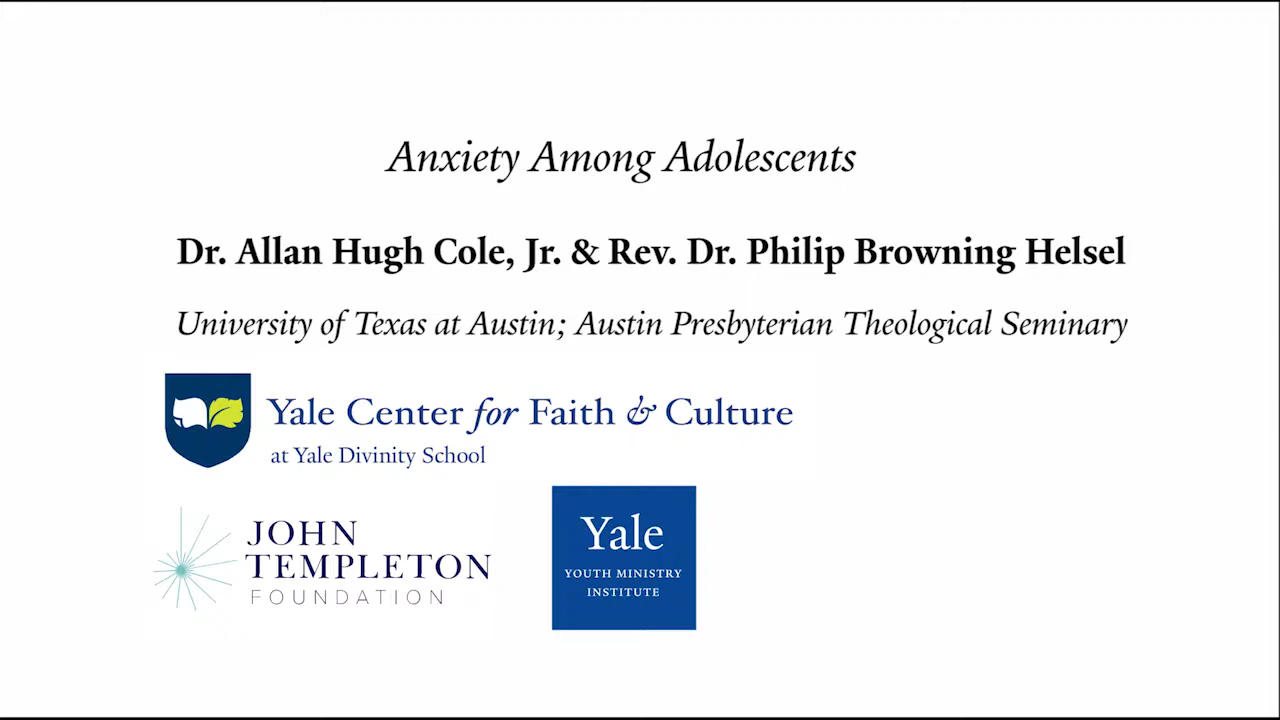 Anxiety Among Adolescents
Dr. Allan Hugh Cole, Jr. & Rev. Dr. Philip Browning Helsel
University of Texas at Austin; Austin Presbyterian Theological Seminary
Yale Center for Faith & Culture
at Yale Divinity School
JOHN
TEMPLETON
FOUNDATION
Yale
YOUTH MINISTRY
INSTITUTE